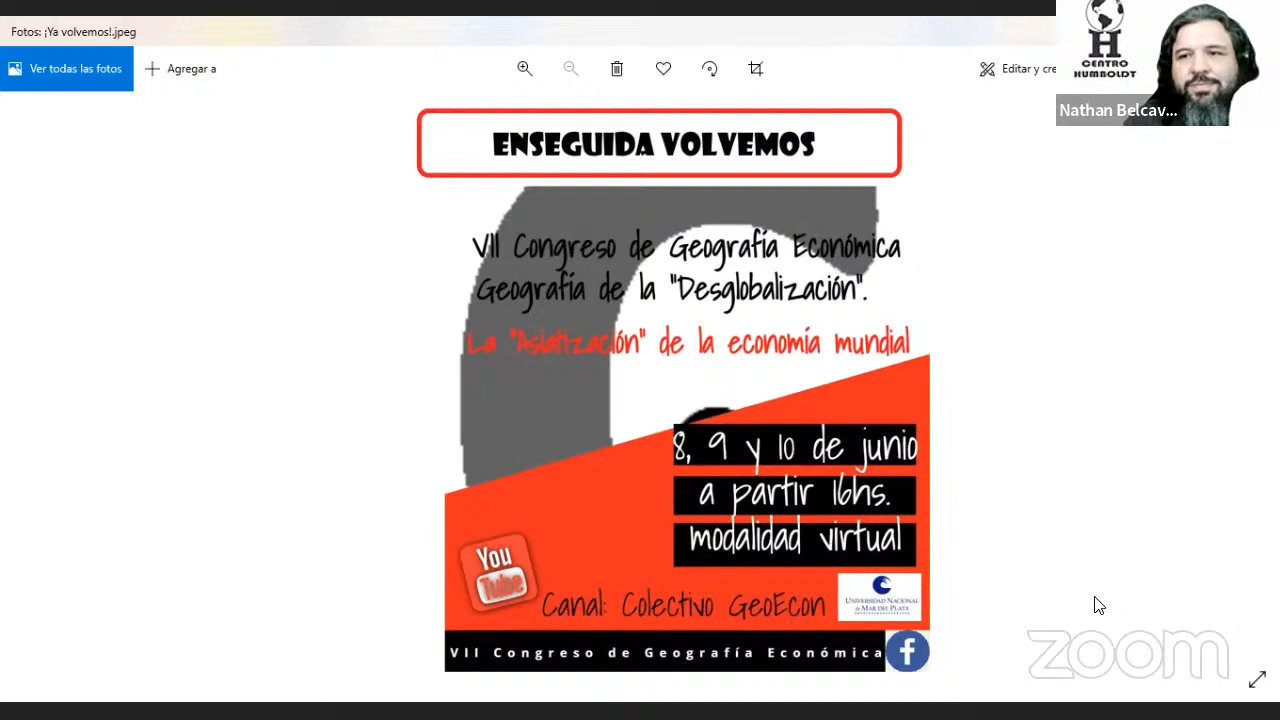 Fotos: ¡Ya volvemos!.jpeg
Ver todas las fotos
Agregar a
Editar y cre
H
CENTRO
HUMBOLDT
Nathan Belcav...
ENSEGUIDA VOLVEMOS
VII Congreso de Geografía Económica
Geografía de la "Desglobalización".
La "Asiatización" de la economía mundial
8, 9 y 10 de junio
a partir 16hs.
modalidad virtual
You
Tube
Canal: Colectivo GeoEcon
UNIVERSIDAD NACIONAL
DE MAR DEL PLATA
VII Congreso de Geografía Económica
f
zoom